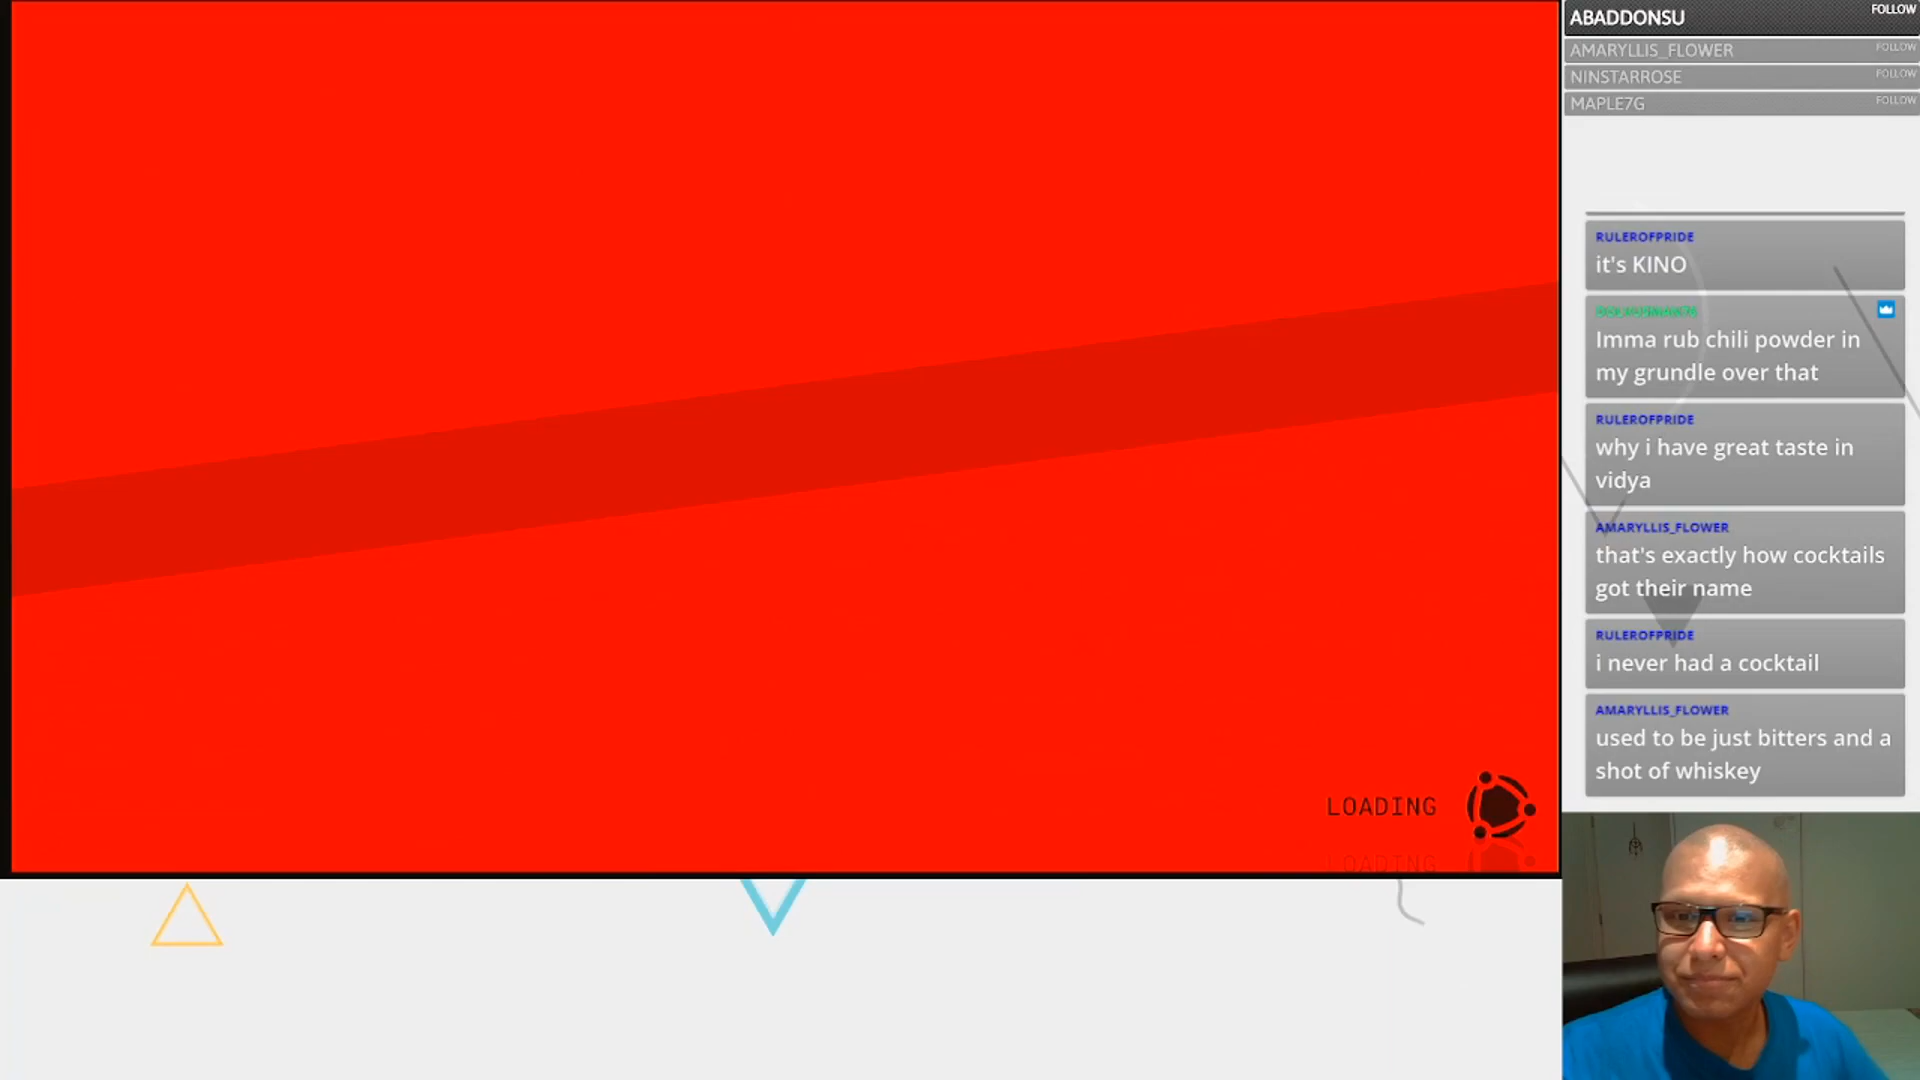 ABADDONSU FOLLOW
AMARYLLIS_FLOWER FOLLOW
NINSTARROSE FOLLOW
MAPLE7G FOLLOW
RULEROFPRIDE
it's KINO
Imma rub chili powder in
my grundle over that
RULEROFPRIDE
why i have great taste in
vidya
AMARYLLIS_FLOWER
that's exactly how cocktails
got their name
RULEROFPRIDE
i never had a cocktail
AMARYLLIS_FLOWER
used to be just bitters and a
shot of whiskey
LOADING
LOADING